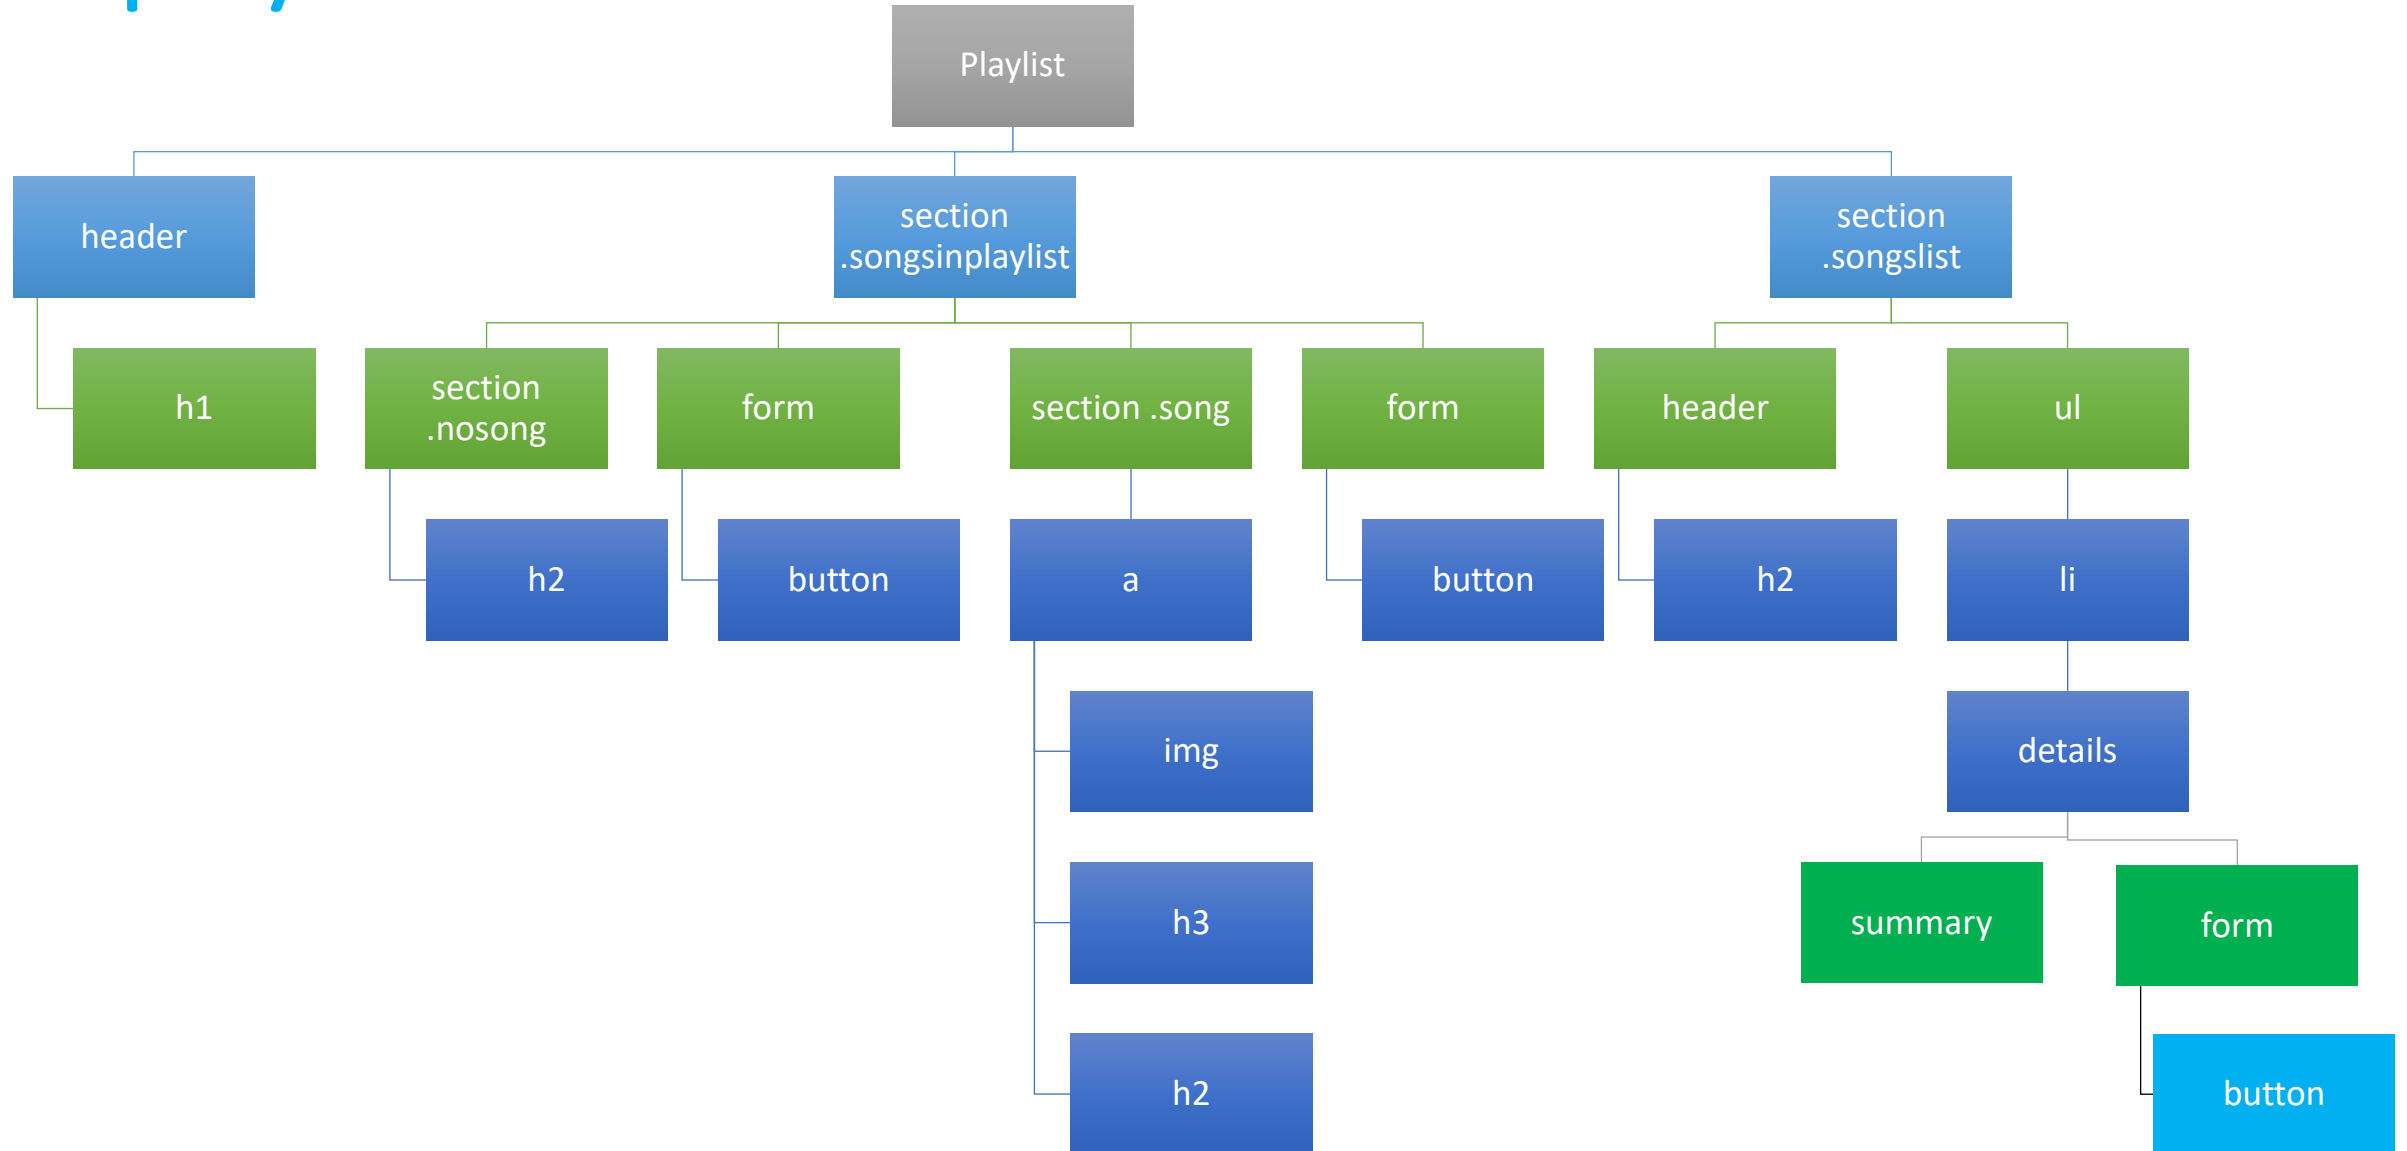 Playlist
header
section
.songsinplaylist
section
.songslist
h1
section
.nosong
form
section .song
form
header
ul
h2
button
a
button
h2
li
img
details
h3
summary
form
h2
button